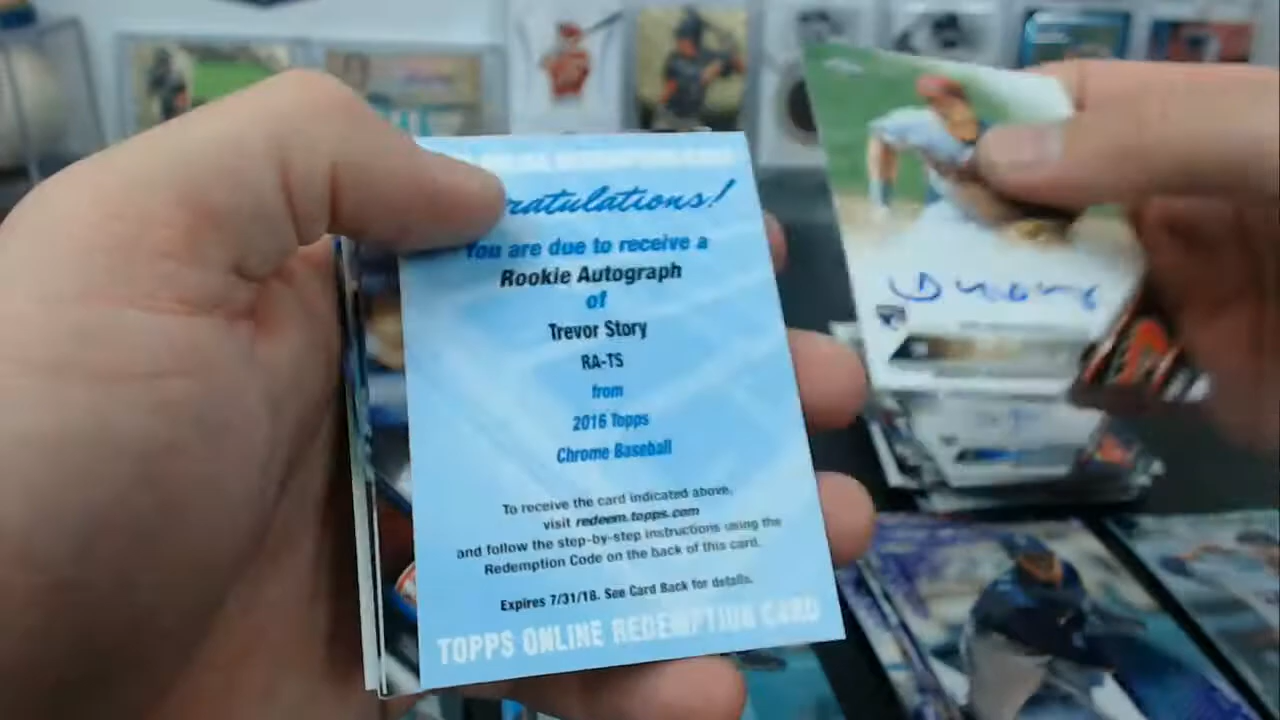 ratulations!
You are due to receive a
Rookie Autograph
of
Trevor Story
RA-TS
from
2016 Topps
Chrome Baseball
To receive the card indicated above,
visit redeem.topps.com
and follow the step-by-step instructions using the
Redemption Code on the back of this card.
Expires 7/31/18. See Card Back for details.
TOPPS ONLINE REDEMPTION CARD